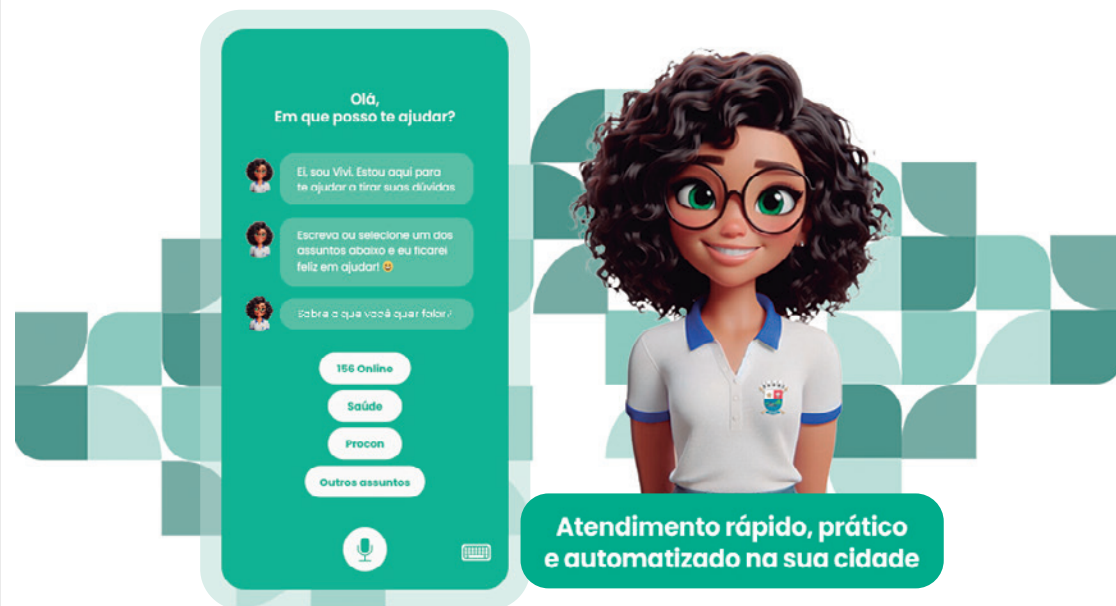 Olá,
Em que posso te ajudar?
Ei, sou Vivi. Estou aqui para
te ajudar a tirar suas dúvidas
Escreva ou selecione um dos
assuntos abaixo e eu ficarei
feliz em ajudar! 😃
Sobre o que você quer falar?
156 Online
Saúde
Procon
Outros assuntos
Atendimento rápido, prático
e automatizado na sua cidade